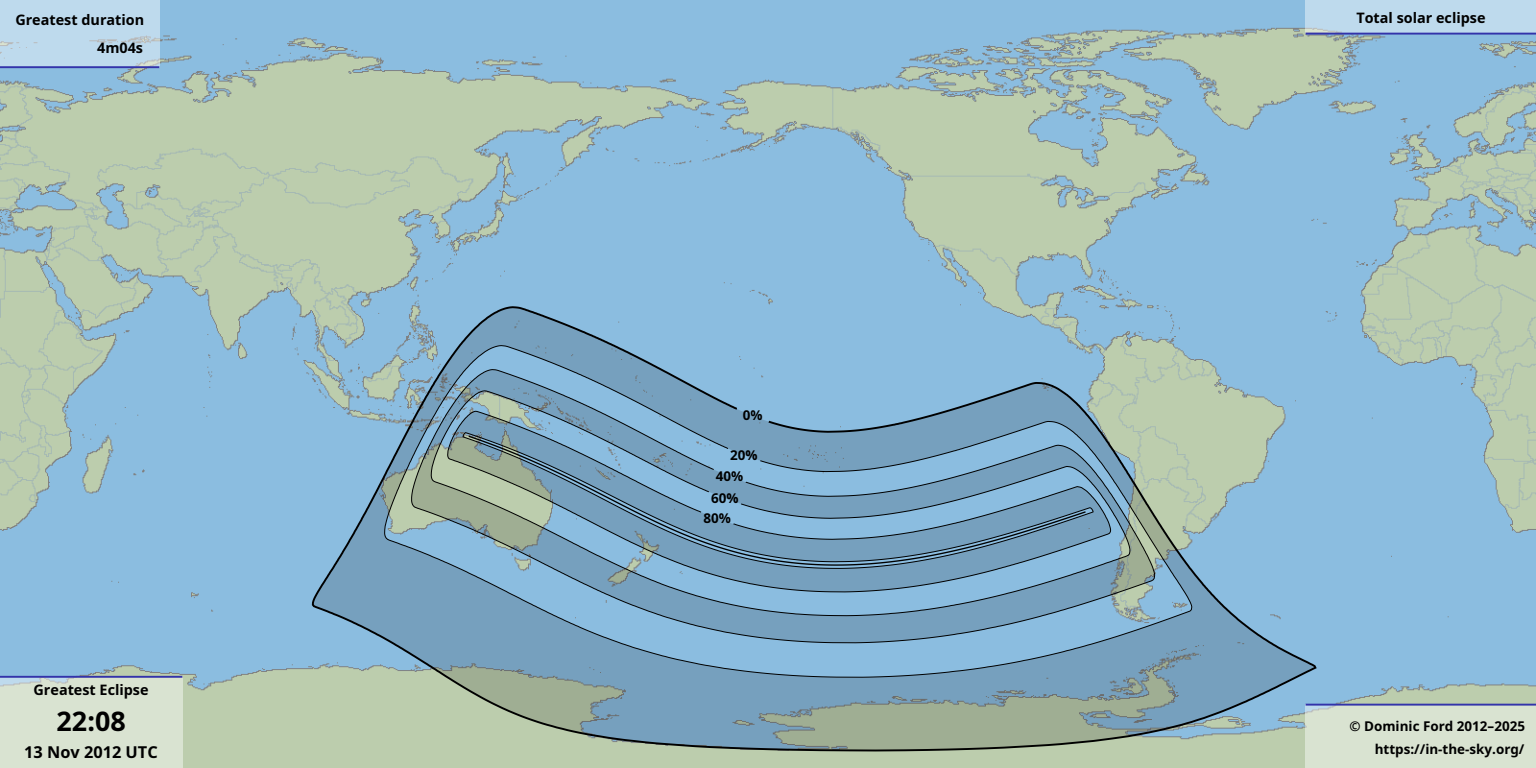 Greatest duration
4m04s
Total solar eclipse
0%
20%
40%
60%
80%
Greatest Eclipse
22:08
13 Nov 2012 UTC
© Dominic Ford 2012–2025
https://in-the-sky.org/